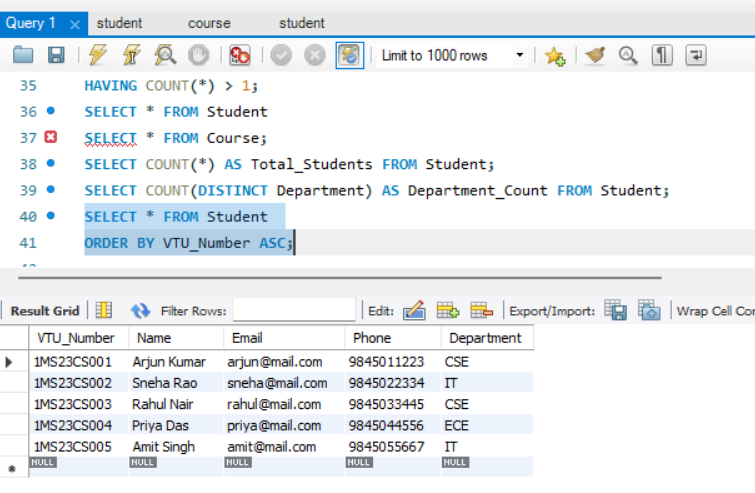 Query 1 student course student
Limit to 1000 rows
35 HAVING COUNT(*) > 1;
36 SELECT * FROM Student
37 SELECT * FROM Course;
38 SELECT COUNT(*) AS Total_Students FROM Student;
39 SELECT COUNT(DISTINCT Department) AS Department_Count FROM Student;
40 SELECT * FROM Student
41 ORDER BY VTU_Number ASC;
Result Grid Filter Rows: Edit: Export/Import: Wrap Cell Con
VTU_Number Name Email Phone Department
1MS23CS001 Arjun Kumar arjun@mail.com 9845011223 CSE
1MS23CS002 Sneha Rao sneha@mail.com 9845022334 IT
1MS23CS003 Rahul Nair rahul@mail.com 9845033445 CSE
1MS23CS004 Priya Das priya@mail.com 9845044556 ECE
1MS23CS005 Amit Singh amit@mail.com 9845055667 IT
NULL NULL NULL NULL NULL